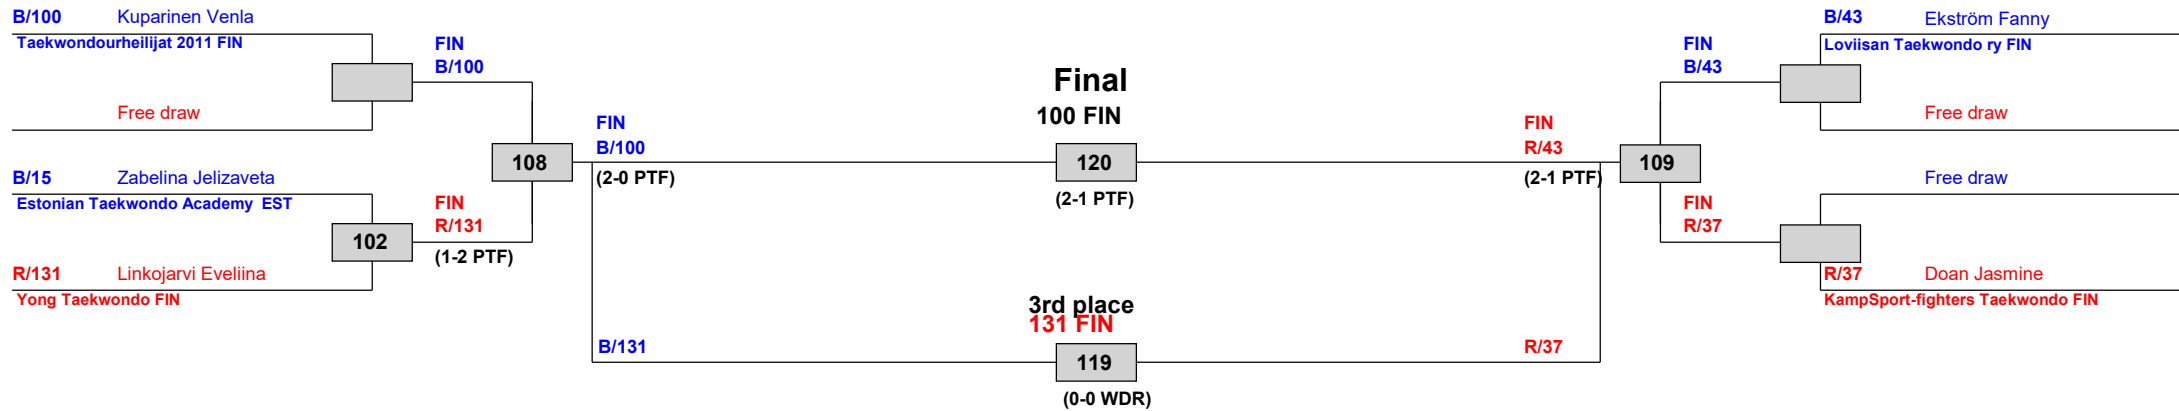 B/100 Kuparinen Venla
Taekwondourheilijat 2011 FIN
Free draw
FIN
B/100
B/15 Zabelina Jelizaveta
Estonian Taekwondo Academy EST
102
R/131 Linkojarvi Eveliina
Yong Taekwondo FIN
FIN
R/131
(1-2 PTF)
108
FIN
B/100
(2-0 PTF)
Final
100 FIN
120
(2-1 PTF)
3rd place
131 FIN
B/131
119
R/37
(0-0 WDR)
FIN
R/43
(2-1 PTF)
109
FIN
B/43
B/43 Ekström Fanny
Loviisan Taekwondo ry FIN
Free draw
Free draw
FIN
R/37
R/37 Doan Jasmine
KampSport-fighters Taekwondo FIN